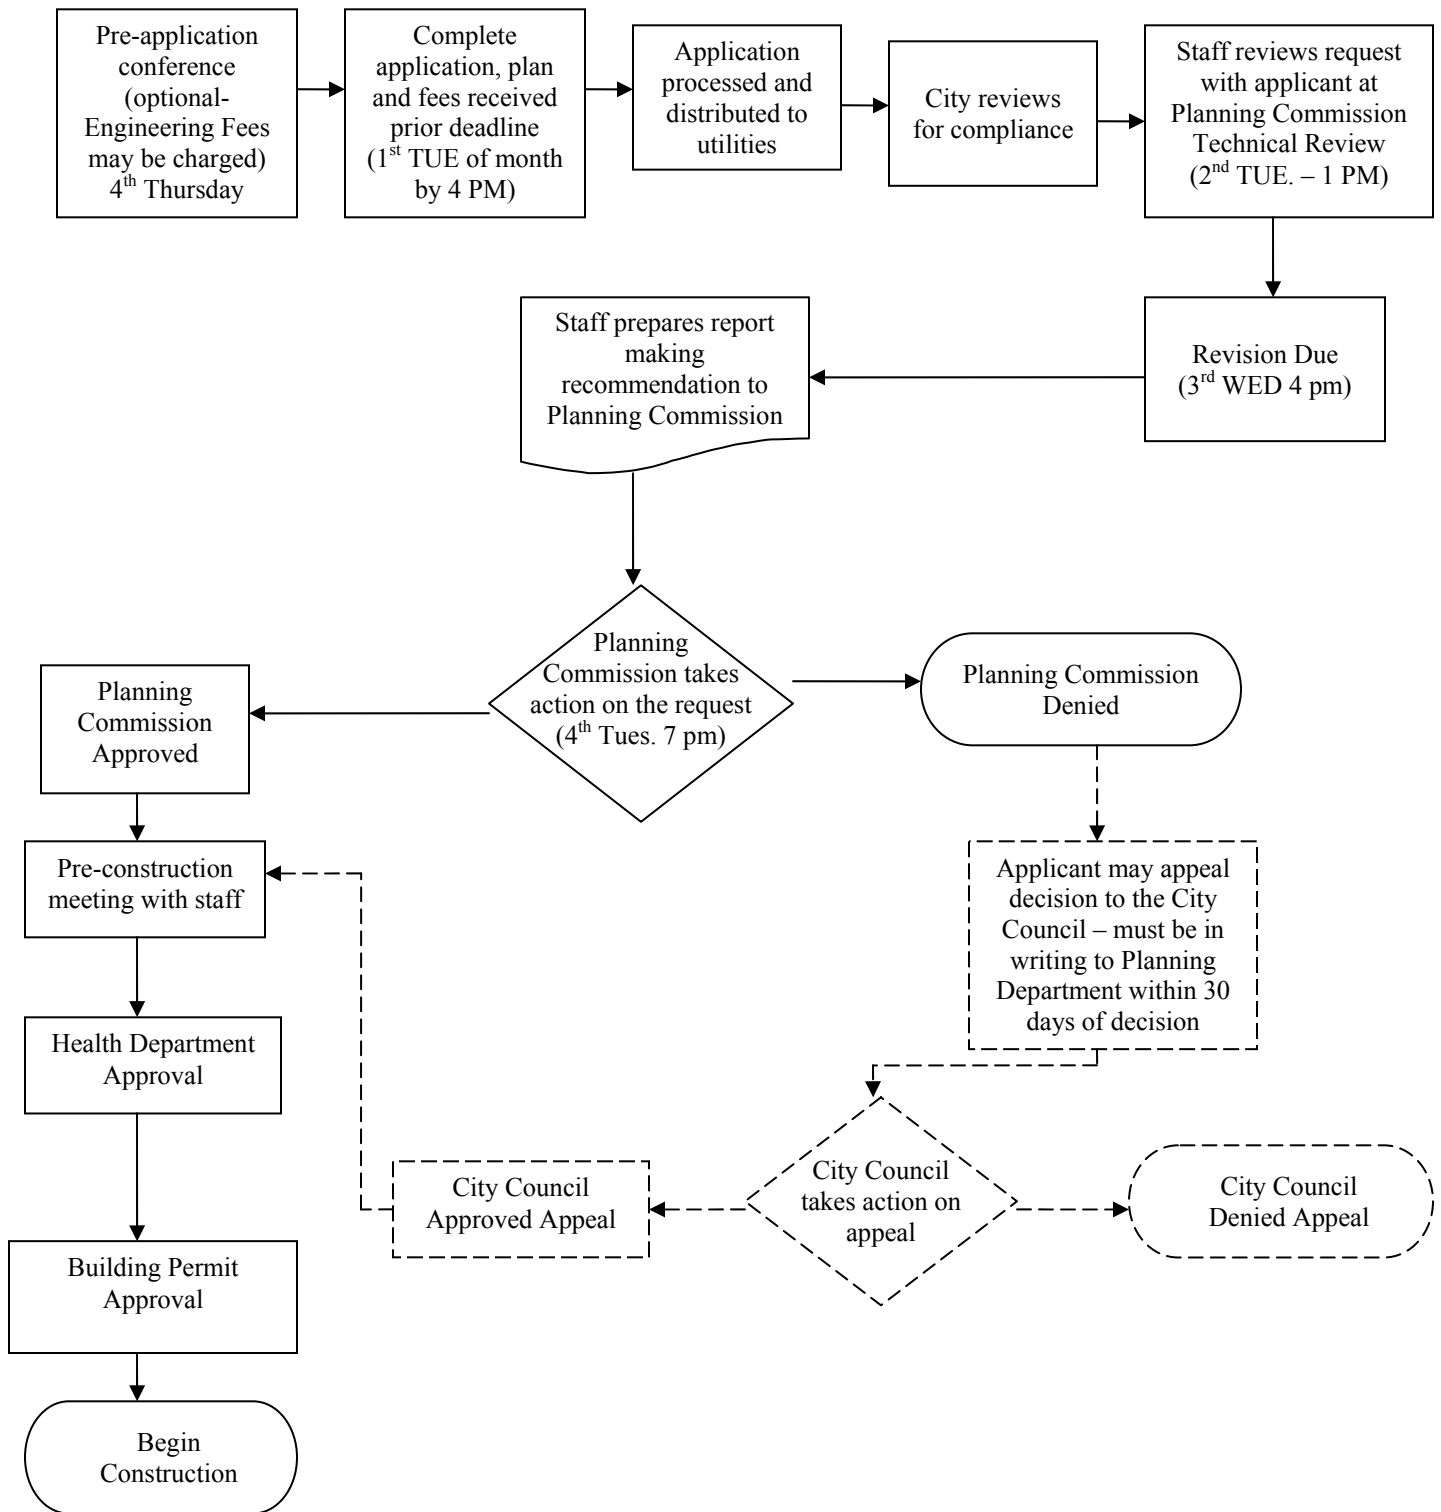 Pre-application
conference
(optional-
Engineering Fees
may be charged)
4th Thursday
Complete
application, plan
and fees received
prior deadline
(1st TUE of month
by 4 PM)
Application
processed and
distributed to
utilities
City reviews
for compliance
Staff reviews request
with applicant at
Planning Commission
Technical Review
(2nd TUE. – 1 PM)
Revision Due
(3rd WED 4 pm)
Staff prepares report
making
recommendation to
Planning Commission
Planning
Commission takes
action on the request
(4th Tues. 7 pm)
Planning Commission
Denied
Planning
Commission
Approved
Pre-construction
meeting with staff
Applicant may appeal
decision to the City
Council – must be in
writing to Planning
Department within 30
days of decision
Health Department
Approval
City Council
takes action on
appeal
City Council
Approved Appeal
City Council
Denied Appeal
Building Permit
Approval
Begin
Construction